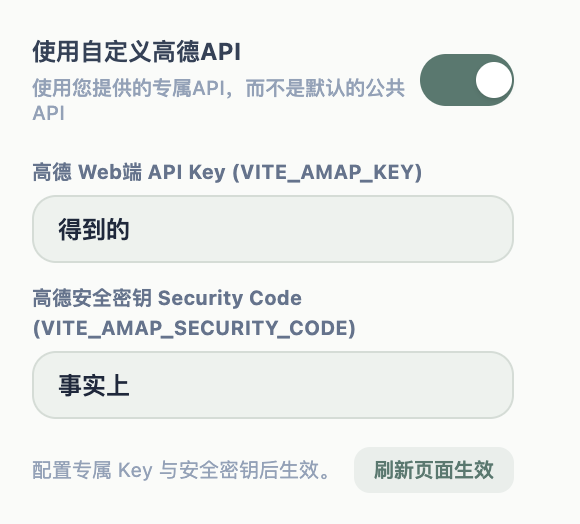 使用自定义高德API
使用您提供的专属API，而不是默认的公共
API
高德 Web端 API Key (VITE_AMAP_KEY)
得到的
高德安全密钥 Security Code
(VITE_AMAP_SECURITY_CODE)
事实上
配置专属 Key 与安全密钥后生效。
刷新页面生效